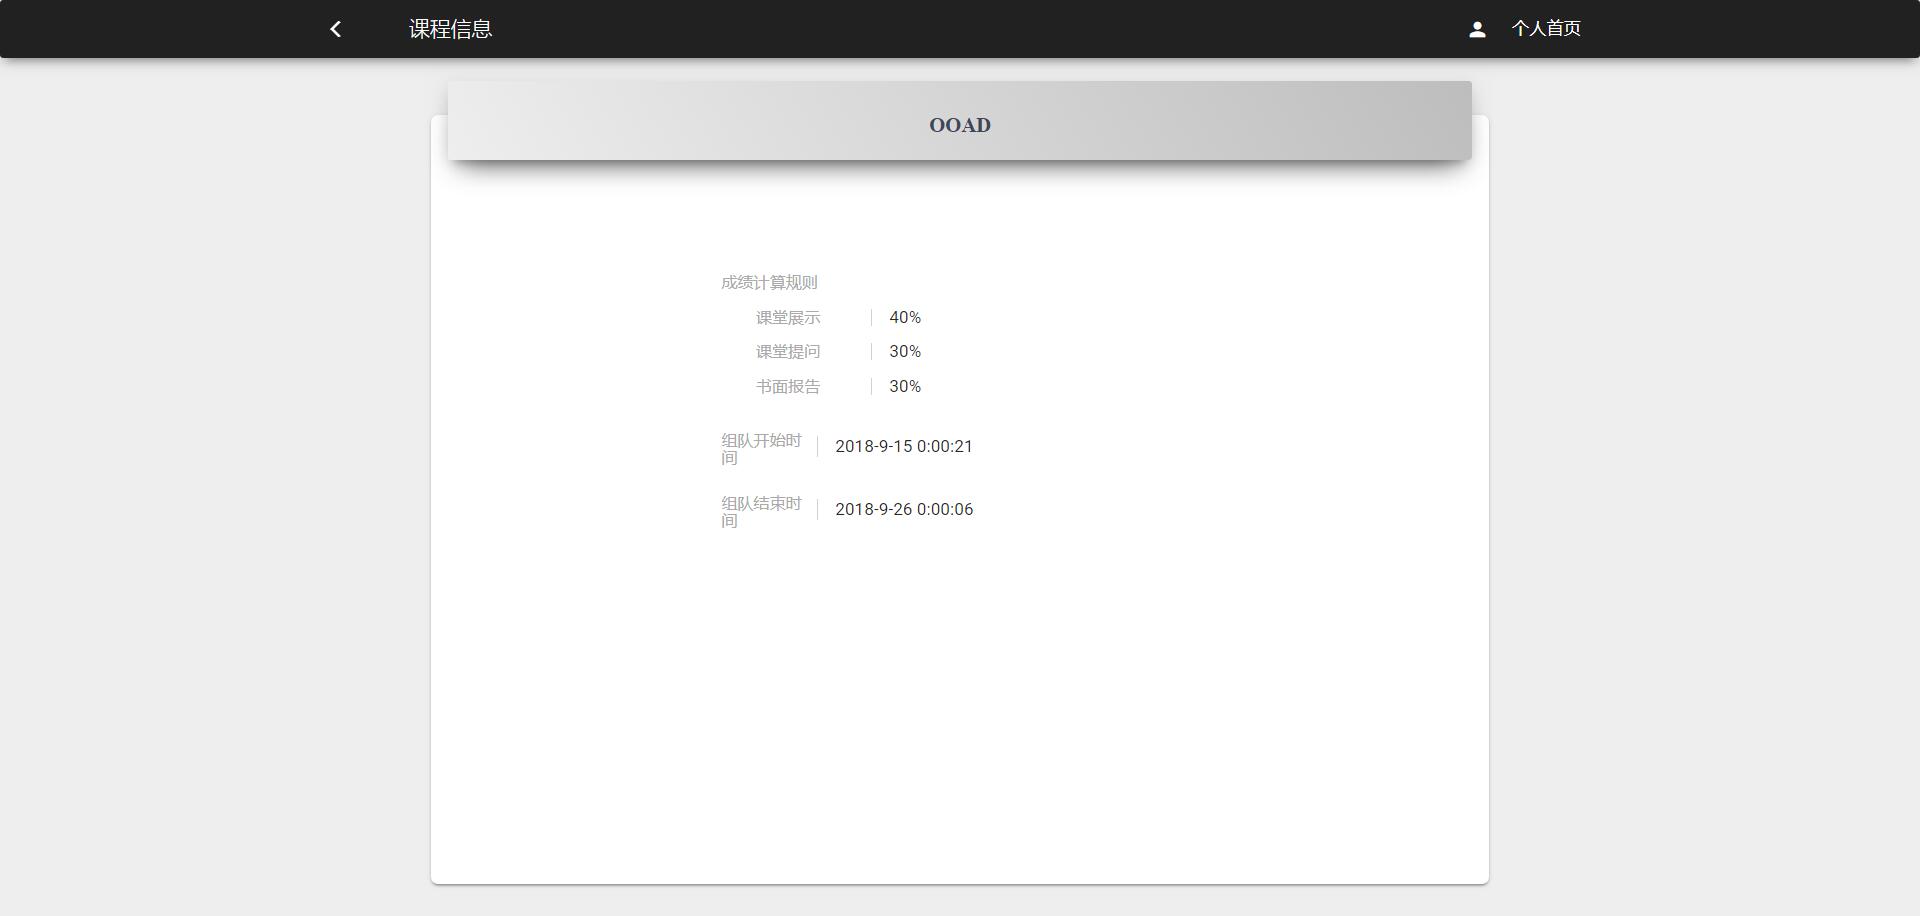 课程信息
个人首页
OOAD
成绩计算规则
课堂展示 40%
课堂提问 30%
书面报告 30%
组队开始时
间
2018-9-15 0:00:21
组队结束时
间
2018-9-26 0:00:06